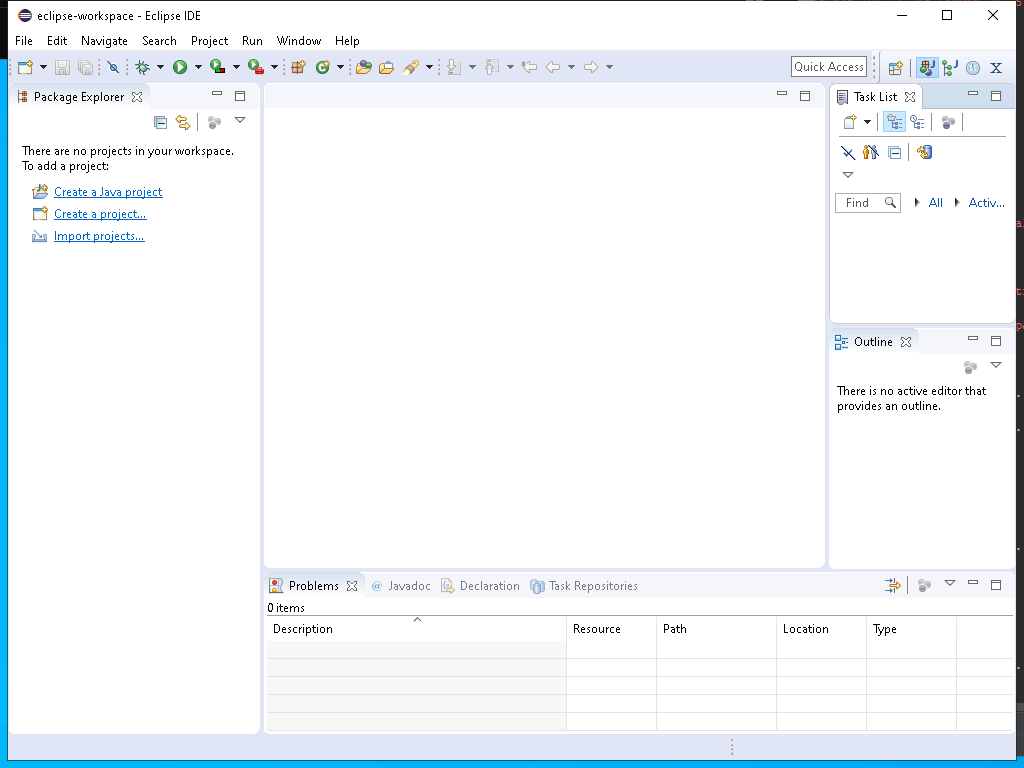 eclipse-workspace - Eclipse IDE
File Edit Navigate Search Project Run Window Help
Quick Access
Package Explorer
There are no projects in your workspace.
To add a project:
Create a Java project
Create a project...
Import projects...
Task List
Find All Activ...
Outline
There is no active editor that
provides an outline.
Problems @ Javadoc Declaration Task Repositories
0 items
Description Resource Path Location Type